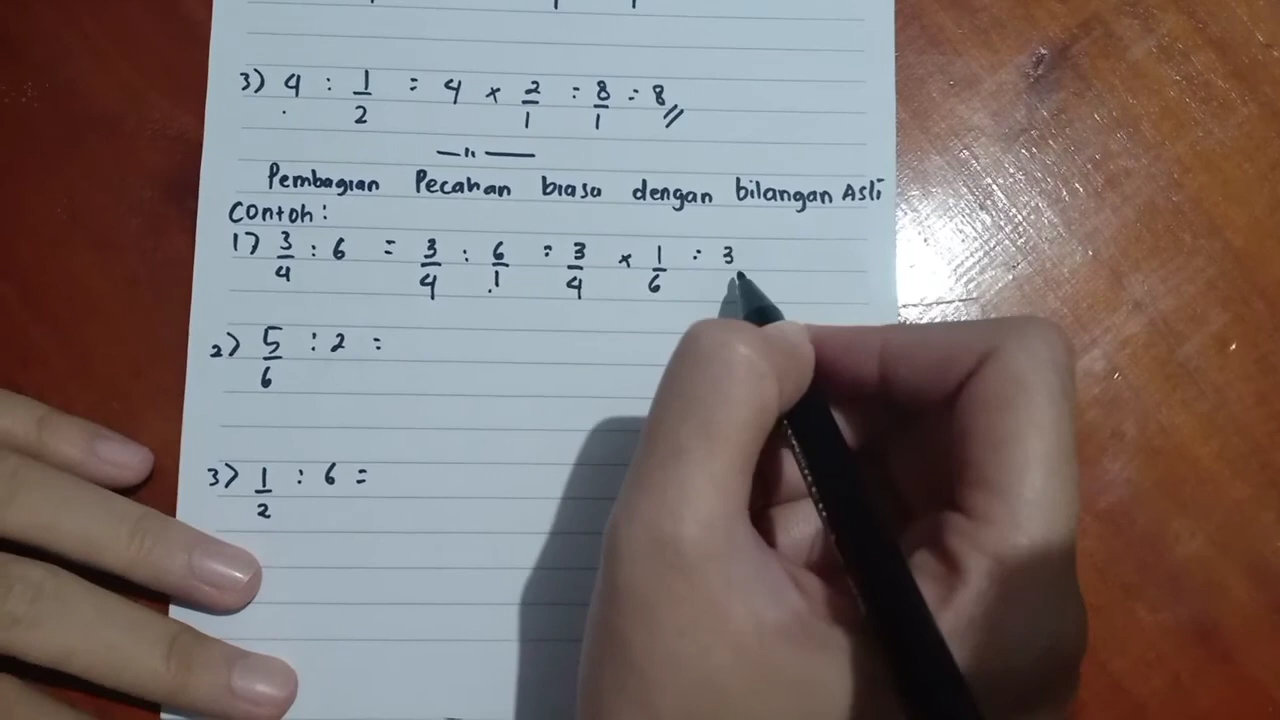 3) 4 : 1/2 = 4 × 2/1 = 8/1 = 8 //
— " —
Pembagian Pecahan biasa dengan bilangan Asli
Contoh :
1) 3/4 : 6 = 3/4 : 6/1 = 3/4 × 1/6 = 3
2) 5/6 : 2 =
3) 1/2 : 6 =